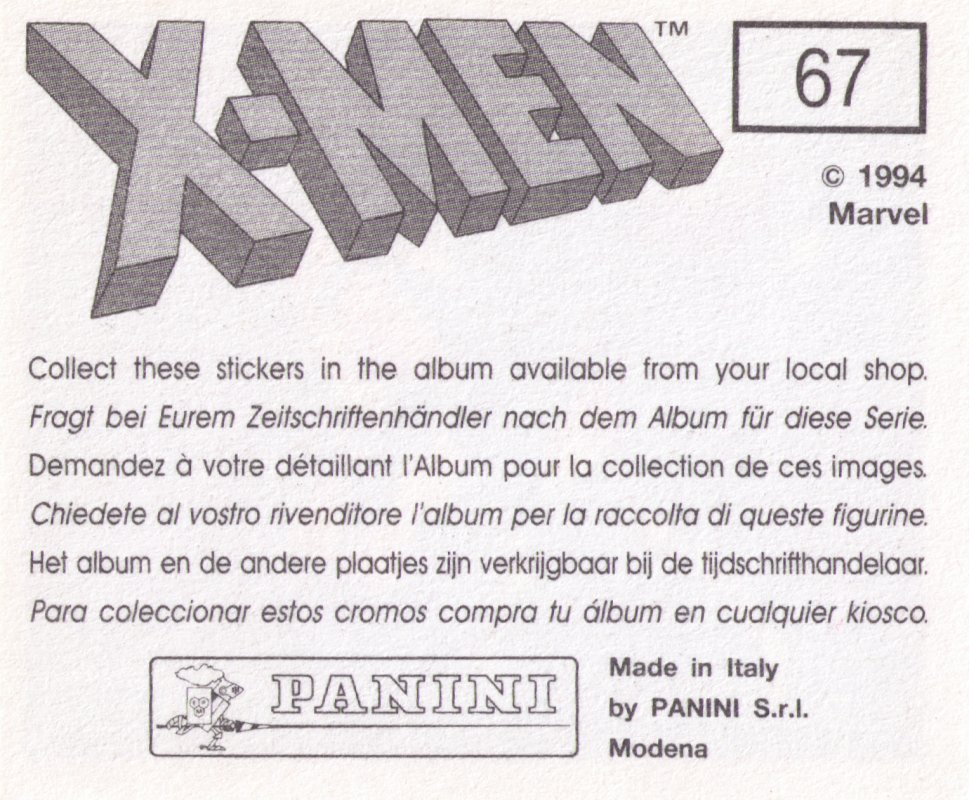 X-MEN™
67
© 1994
Marvel
Collect these stickers in the album available from your local shop.
Fragt bei Eurem Zeitschriftenhändler nach dem Album für diese Serie.
Demandez à votre détaillant l'Album pour la collection de ces images.
Chiedete al vostro rivenditore l'album per la raccolta di queste figurine.
Het album en de andere plaatjes zijn verkrijgbaar bij de tijdschrifthandelaar.
Para coleccionar estos cromos compra tu álbum en cualquier kiosco.
PANINI
Made in Italy
by PANINI S.r.l.
Modena